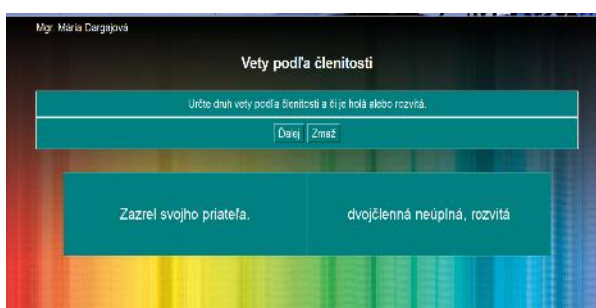 Mgr. Mária Dargajová
Vety podľa členitosti
Určte druh vety podľa členitosti a či je holá alebo rozvitá.
Ďalej Zmaž
Zazrel svojho priateľa. dvojčlenná neúplná, rozvitá